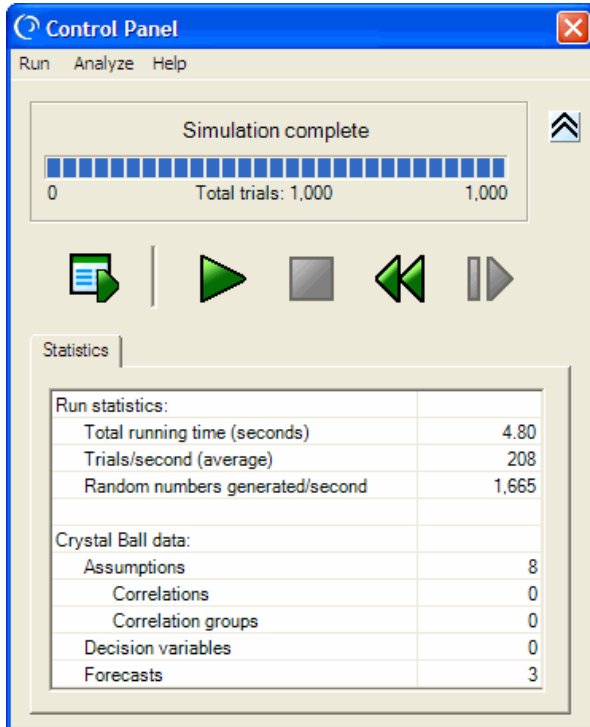 Control Panel
Run Analyze Help
Simulation complete
0 Total trials: 1,000 1,000
Statistics
Run statistics:
Total running time (seconds) 4.80
Trials/second (average) 208
Random numbers generated/second 1,665
Crystal Ball data:
Assumptions 8
Correlations 0
Correlation groups 0
Decision variables 0
Forecasts 3